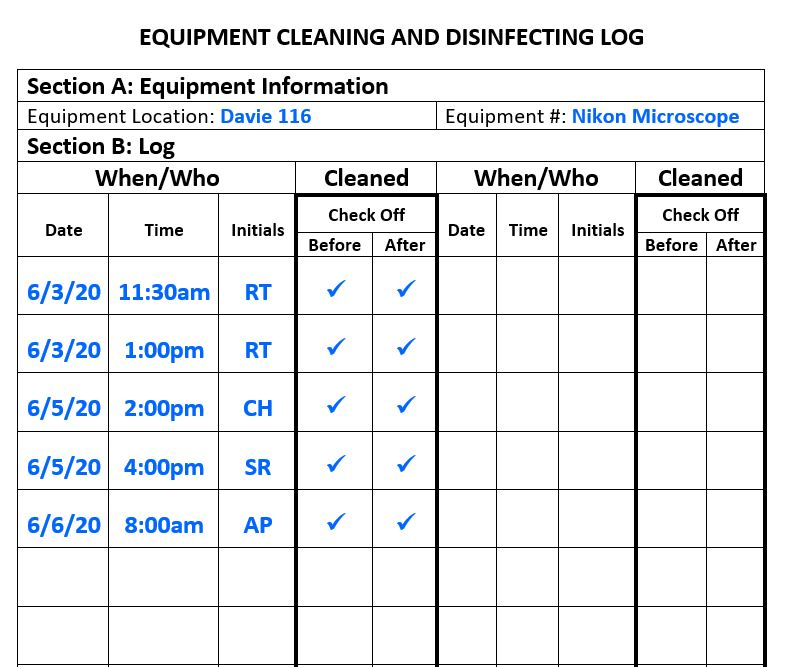 EQUIPMENT CLEANING AND DISINFECTING LOG
Section A: Equipment Information
Equipment Location: Davie 116 Equipment #: Nikon Microscope
Section B: Log
When/Who Cleaned When/Who Cleaned
Date Time Initials Check Off Date Time Initials Check Off
Before After Before After
6/3/20 11:30am RT ✓ ✓
6/3/20 1:00pm RT ✓ ✓
6/5/20 2:00pm CH ✓ ✓
6/5/20 4:00pm SR ✓ ✓
6/6/20 8:00am AP ✓ ✓